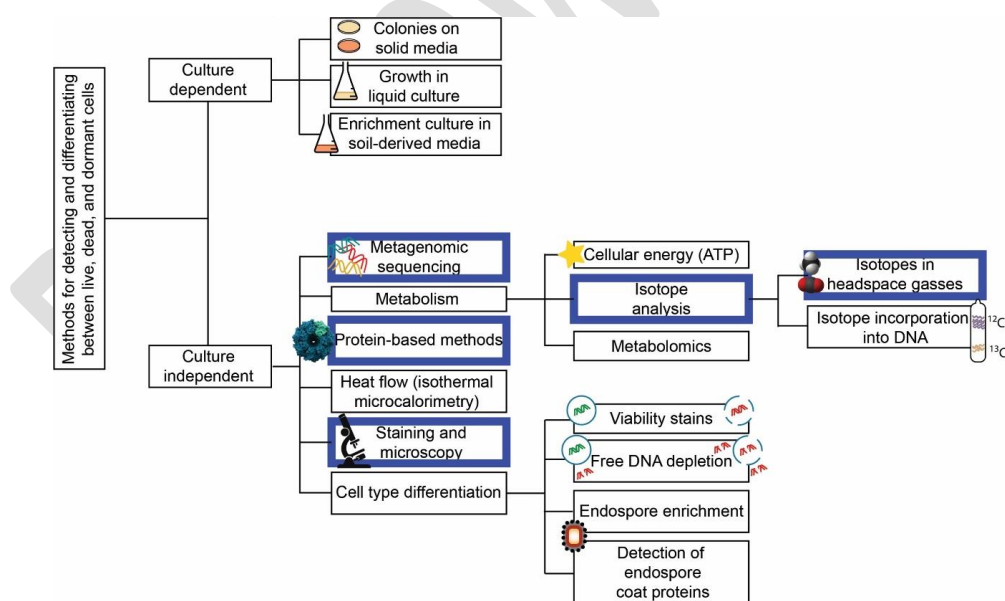 Methods for detecting and differentiating
between live, dead, and dormant cells
Culture
dependent
Colonies on
solid media
Growth in
liquid culture
Enrichment culture in
soil-derived media
Culture
independent
Metagenomic
sequencing
Metabolism
Protein-based methods
Heat flow (isothermal
microcalorimetry)
Staining and
microscopy
Cell type differentiation
Cellular energy (ATP)
Isotope
analysis
Metabolomics
Isotopes in
headspace gasses
Isotope incorporation
into DNA
¹²C
¹³C
Viability stains
Free DNA depletion
Endospore enrichment
Detection of
endospore
coat proteins